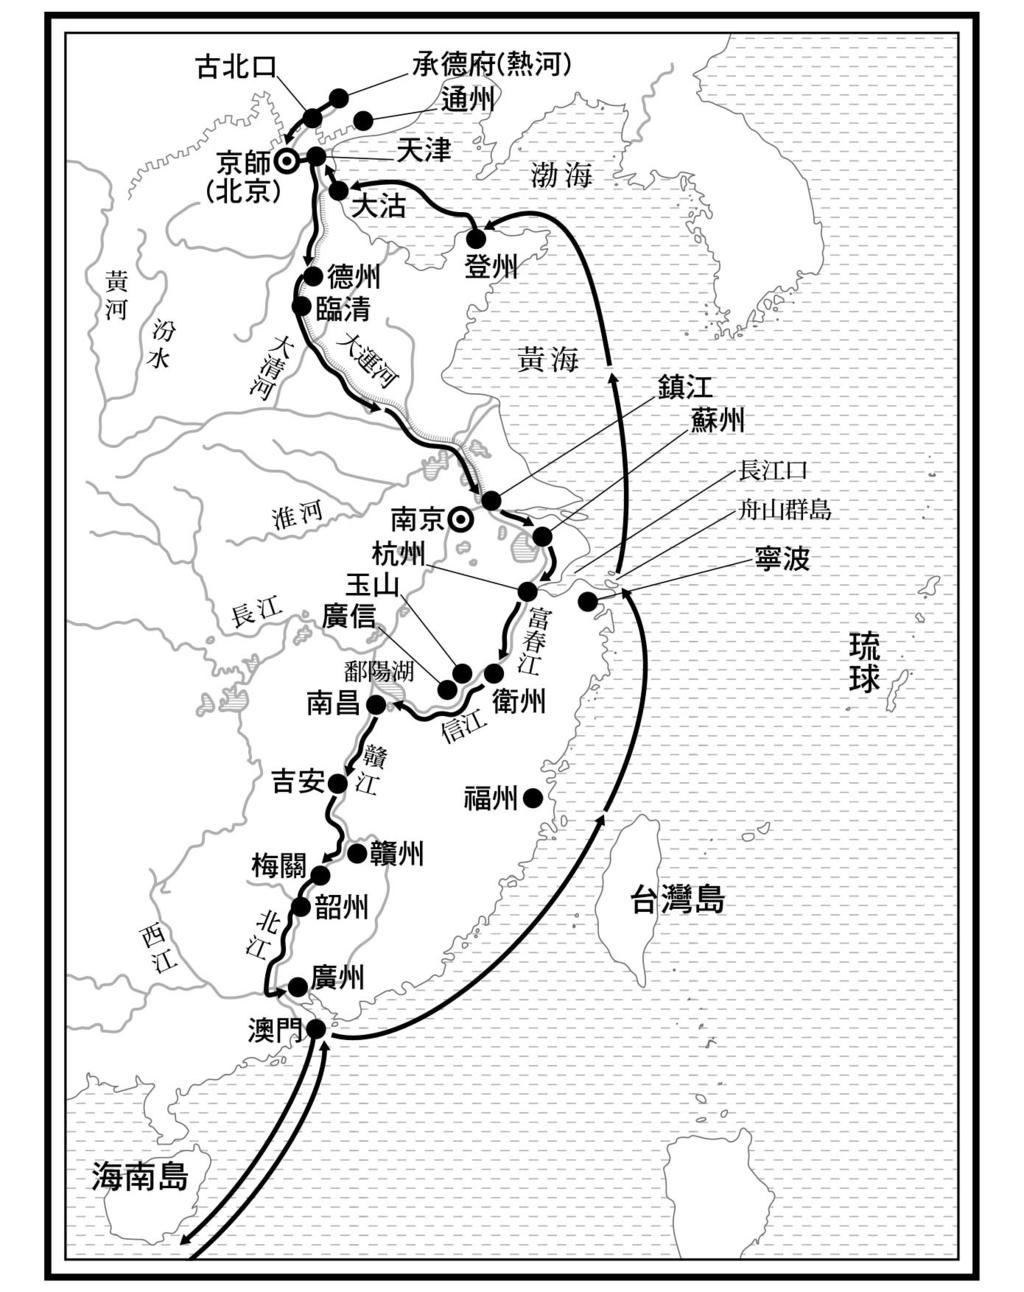 古北口
承德府(熱河)
通州
京師
(北京)
天津
渤海
大沽
登州
德州
臨清
黃河
汾水
大清河
大運河
黃海
鎮江
蘇州
長江口
舟山群島
淮河
南京
杭州
寧波
玉山
廣信
長江
富春江
琉球
鄱陽湖
南昌
衢州
信江
贛江
吉安
福州
贛州
梅關
韶州
台灣島
北江
西江
廣州
澳門
海南島